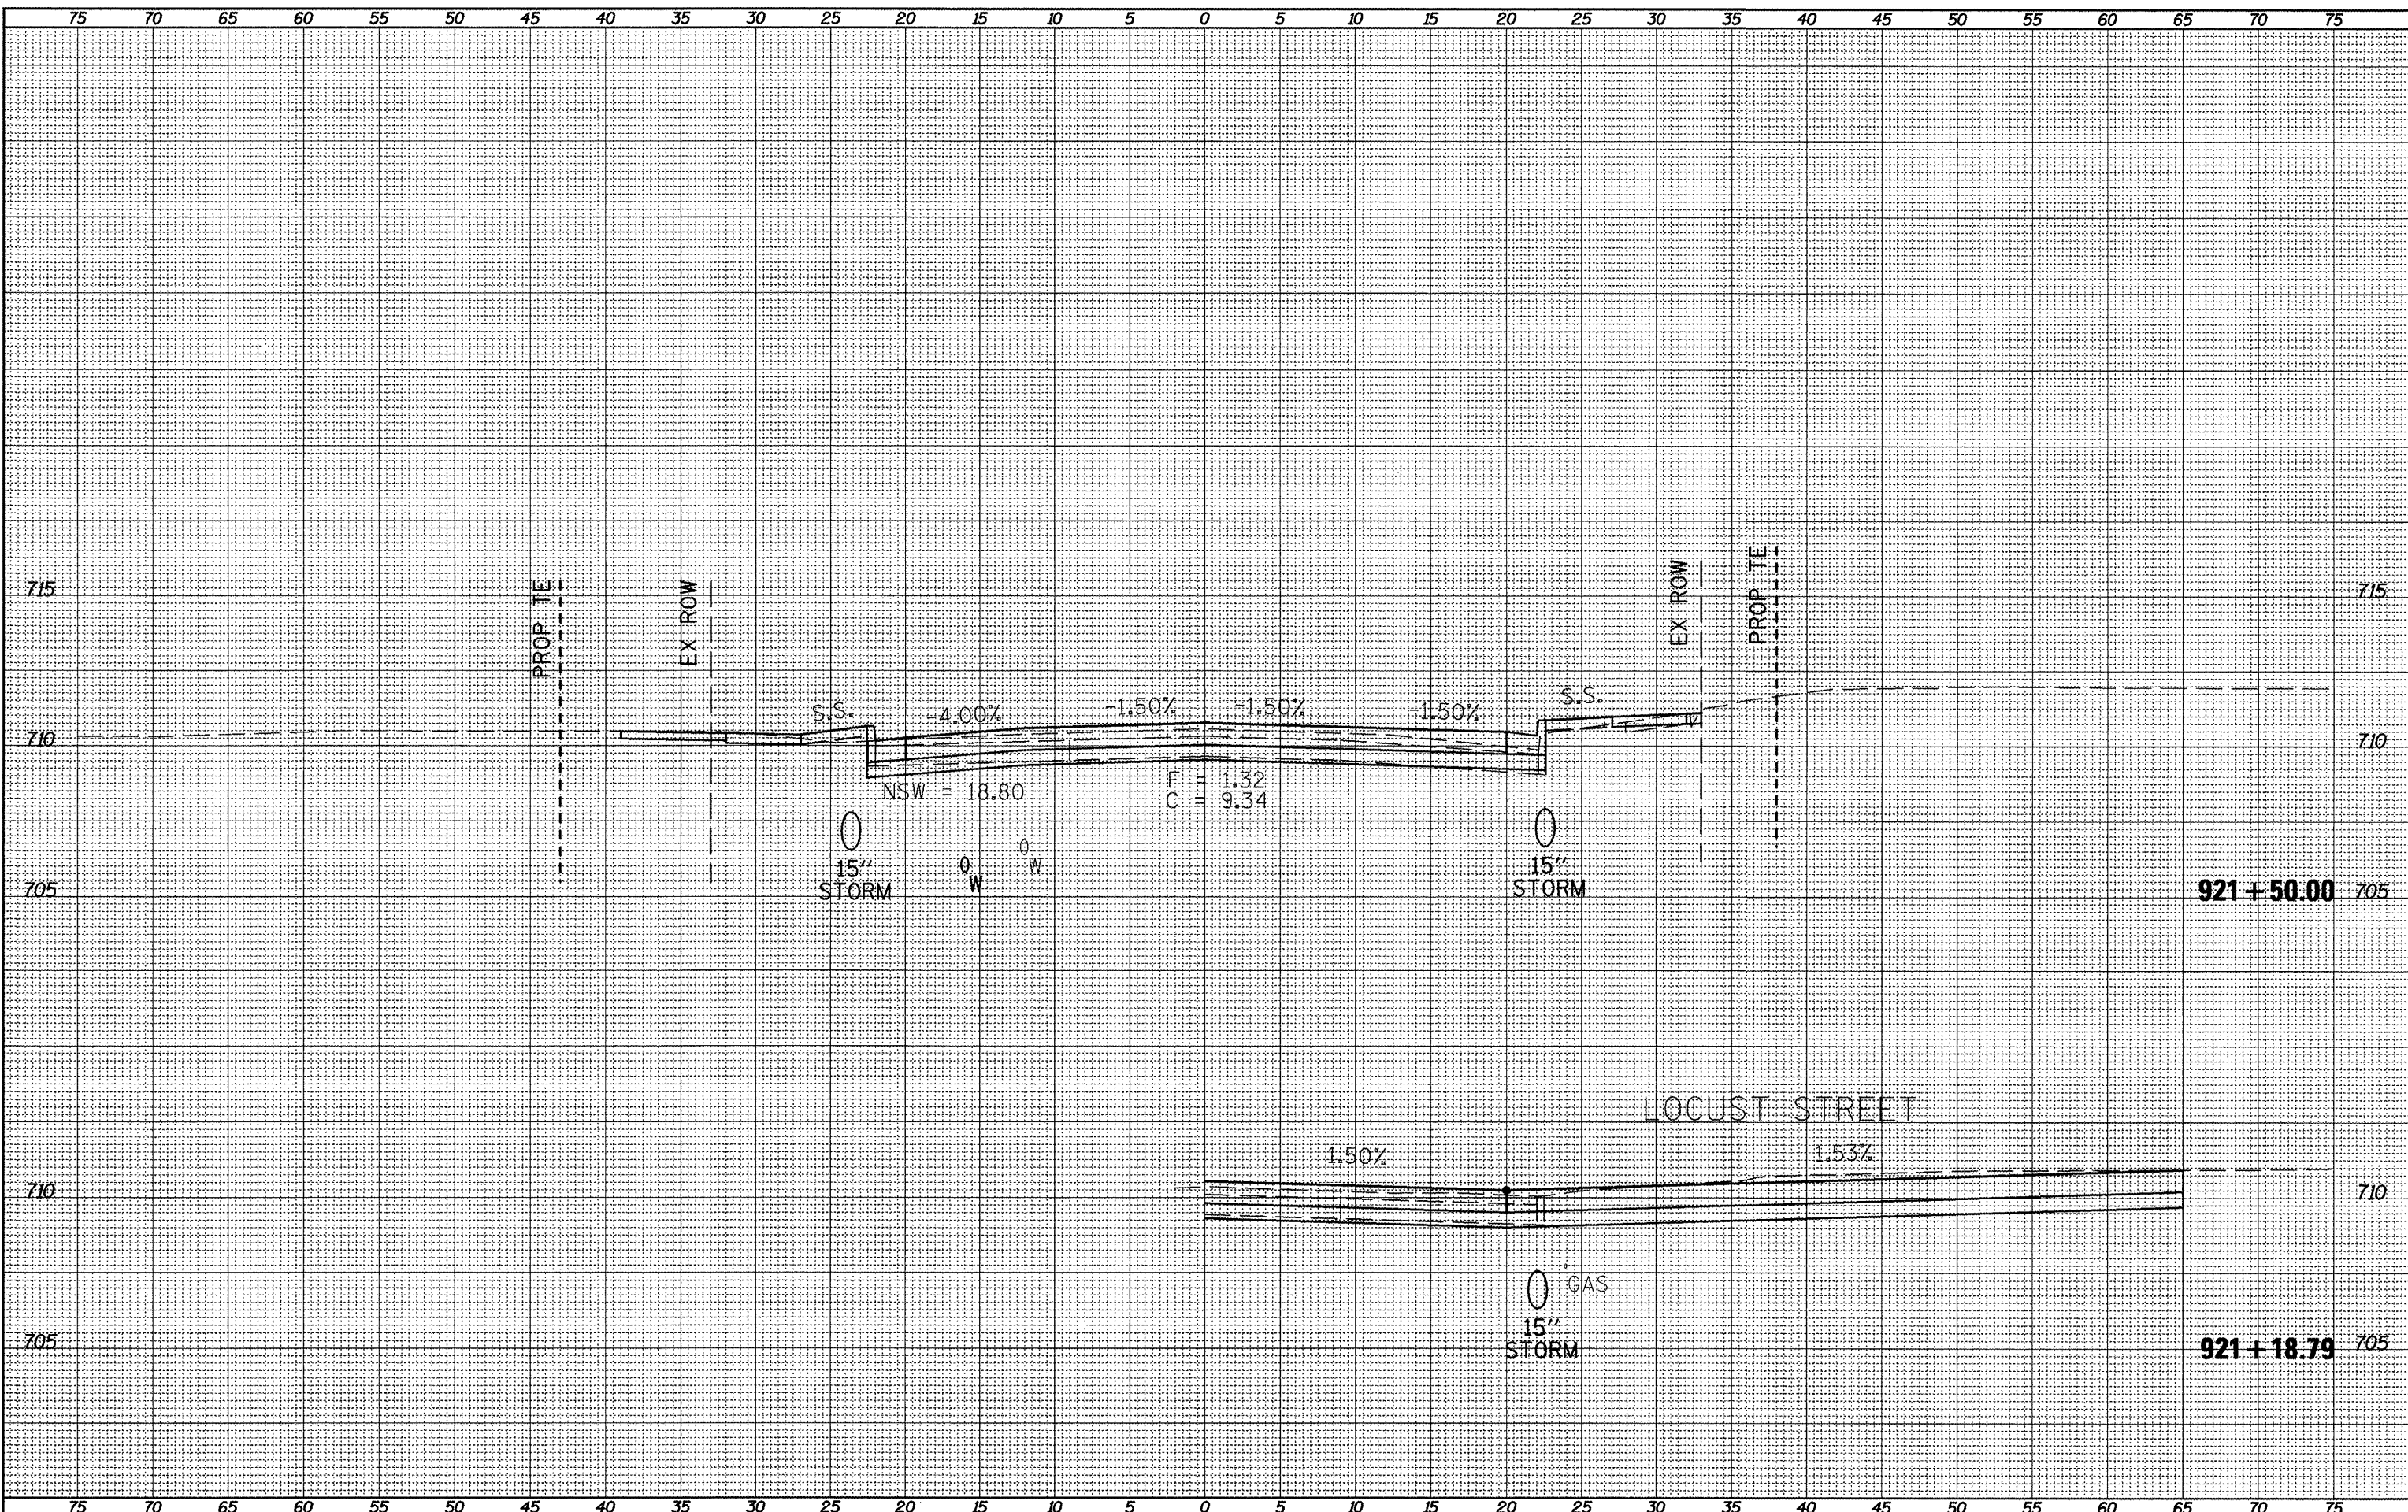 75 70 65 60 55 50 45 40 35 30 25 20 15 10 5 0 5 10 15 20 25 30 35 40 45 50 55 60 65 70 75
PROP TE
EX ROW
EX ROW
PROP TE
715
715
S.S.
-4.00%
-1.50%
-1.50%
-1.50%
S.S.
710
710
NSW = 18.80
F = 1.32
C = 9.34
15"
STORM
W
W
15"
STORM
705
921+50.00 705
LOCUST STREET
1.50%
1.53%
710
710
GAS
15"
STORM
705
921+18.79 705
75 70 65 60 55 50 45 40 35 30 25 20 15 10 5 0 5 10 15 20 25 30 35 40 45 50 55 60 65 70 75